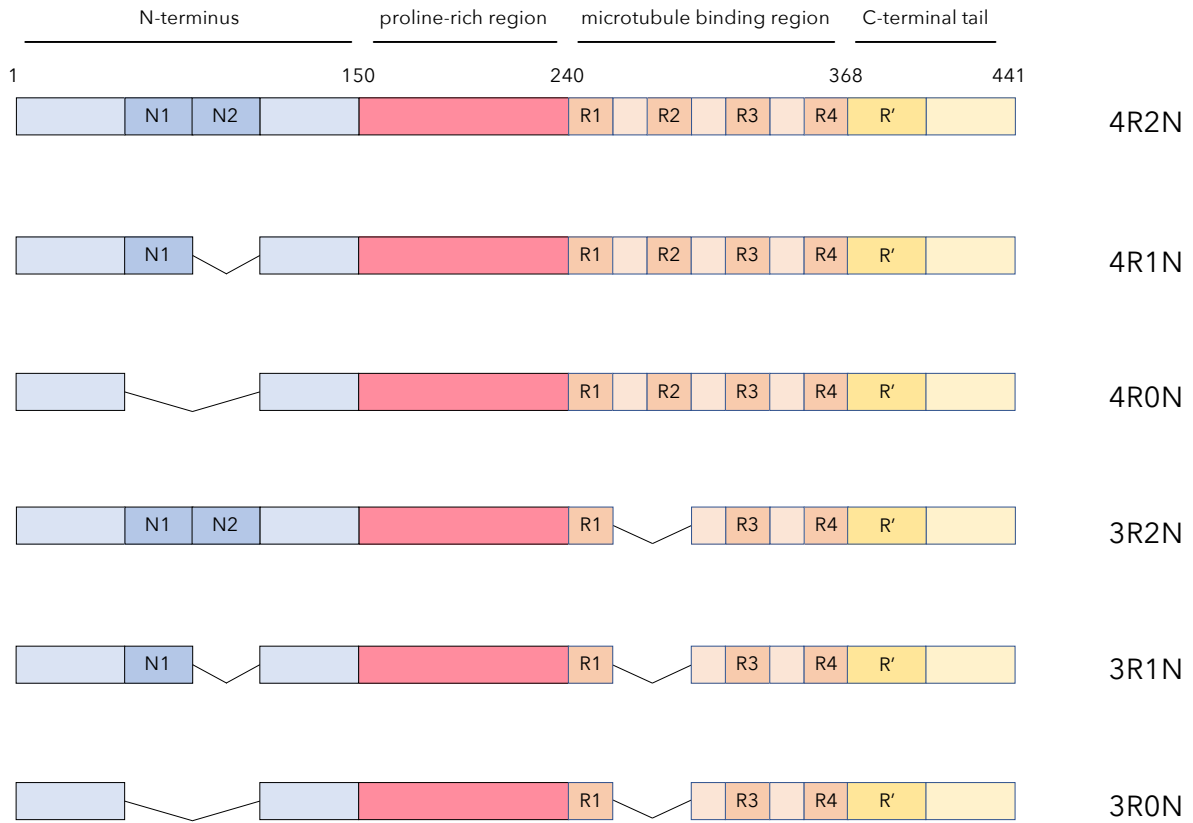 N-terminus proline-rich region microtubule binding region C-terminal tail
1 150 240 368 441
N1 N2 R1 R2 R3 R4 R’ 4R2N
N1 R1 R2 R3 R4 R’ 4R1N
R1 R2 R3 R4 R’ 4R0N
N1 N2 R1 R3 R4 R’ 3R2N
N1 R1 R3 R4 R’ 3R1N
R1 R3 R4 R’ 3R0N